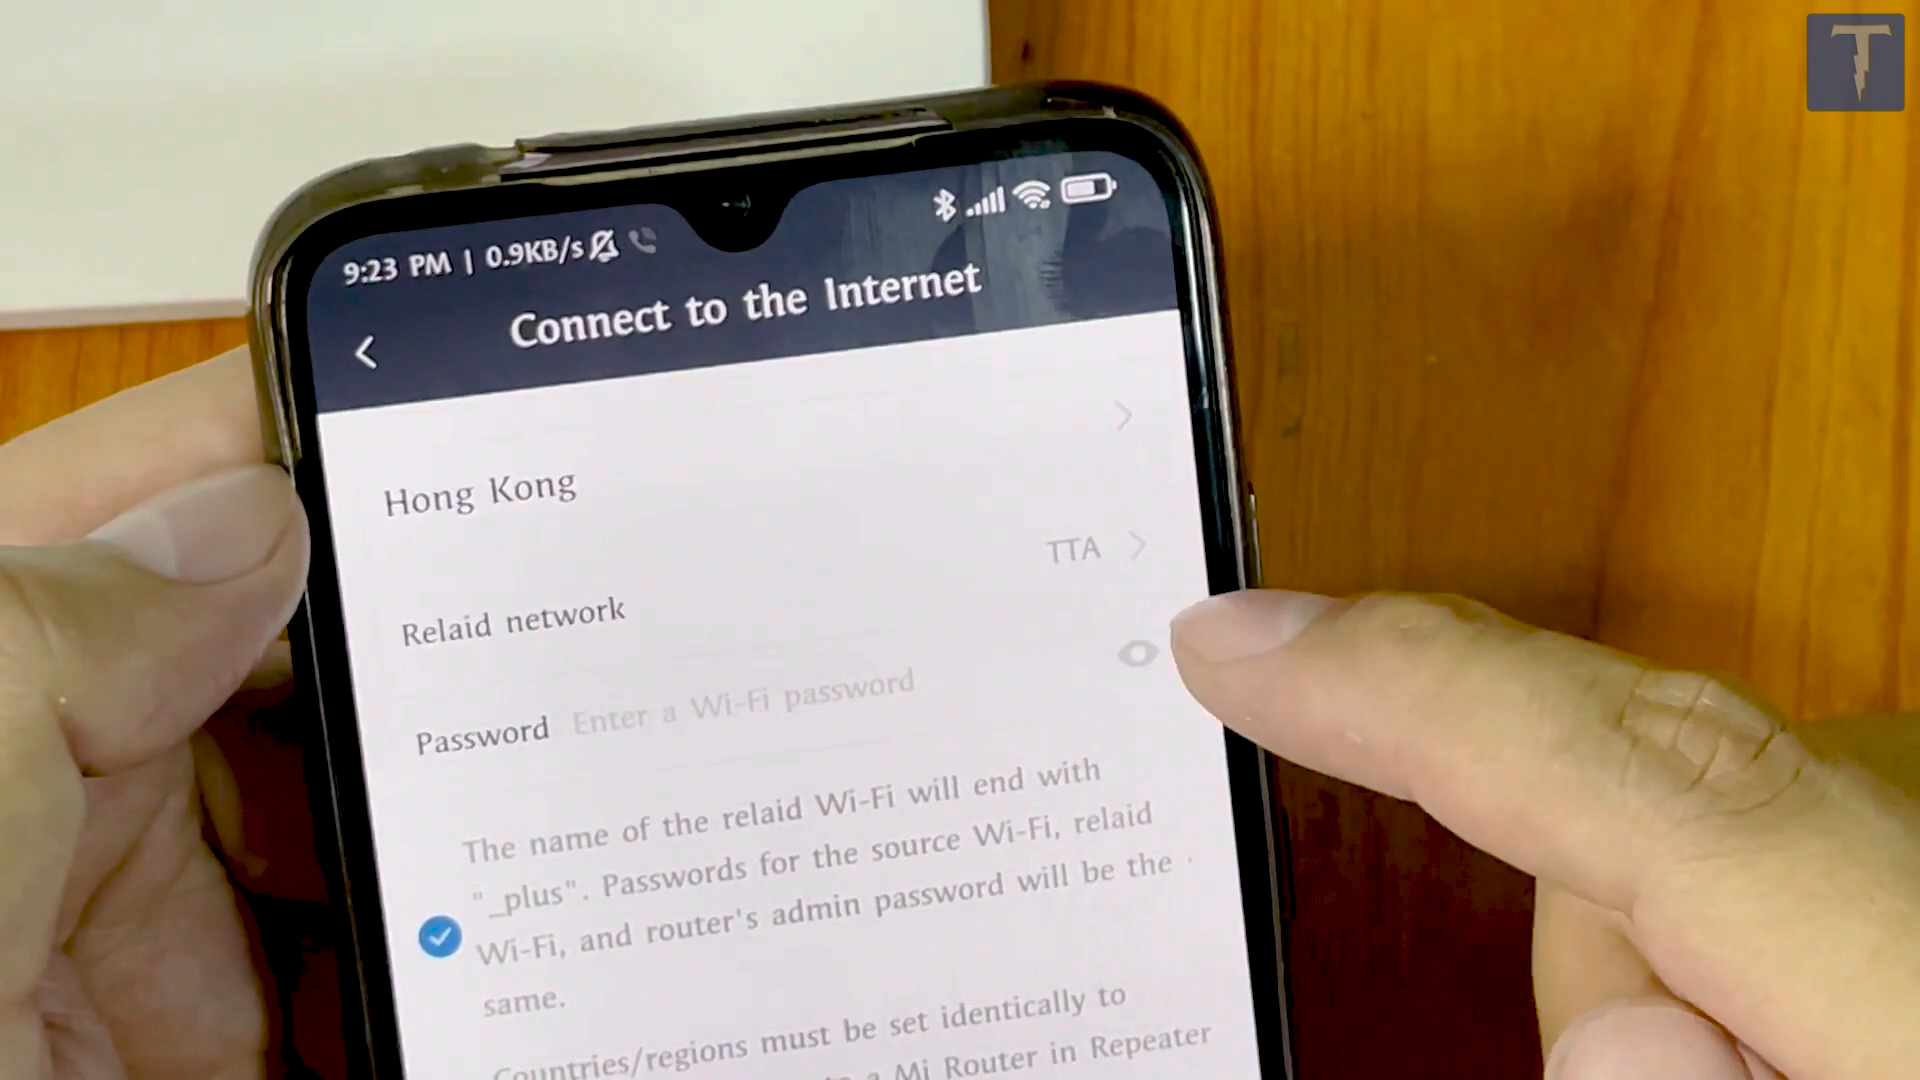 T
9:23 PM | 0.9KB/s
Connect to the Internet
Hong Kong
TTA
Relaid network
Password Enter a Wi-Fi password
The name of the relaid Wi-Fi will end with
"_plus". Passwords for the source Wi-Fi, relaid
Wi-Fi, and router's admin password will be the
same.
Countries/regions must be set identically to
a Mi Router in Repeater